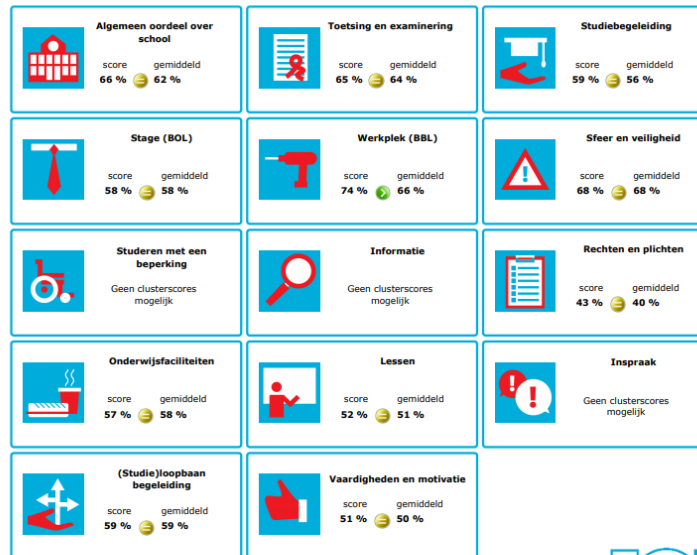 Algemeen oordeel over
school
score gemiddeld
66 % = 62 %
Toetsing en examinering
score gemiddeld
65 % = 64 %
Studiebegeleiding
score gemiddeld
59 % = 56 %
Stage (BOL)
score gemiddeld
58 % = 58 %
Werkplek (BBL)
score gemiddeld
74 % > 66 %
Sfeer en veiligheid
score gemiddeld
68 % = 68 %
Studeren met een
beperking
Geen clusterscores
mogelijk
Informatie
Geen clusterscores
mogelijk
Rechten en plichten
score gemiddeld
43 % = 40 %
Onderwijsfaciliteiten
score gemiddeld
57 % = 58 %
Lessen
score gemiddeld
52 % = 51 %
Inspraak
Geen clusterscores
mogelijk
(Studie)loopbaan
begeleiding
score gemiddeld
59 % = 59 %
Vaardigheden en motivatie
score gemiddeld
51 % = 50 %